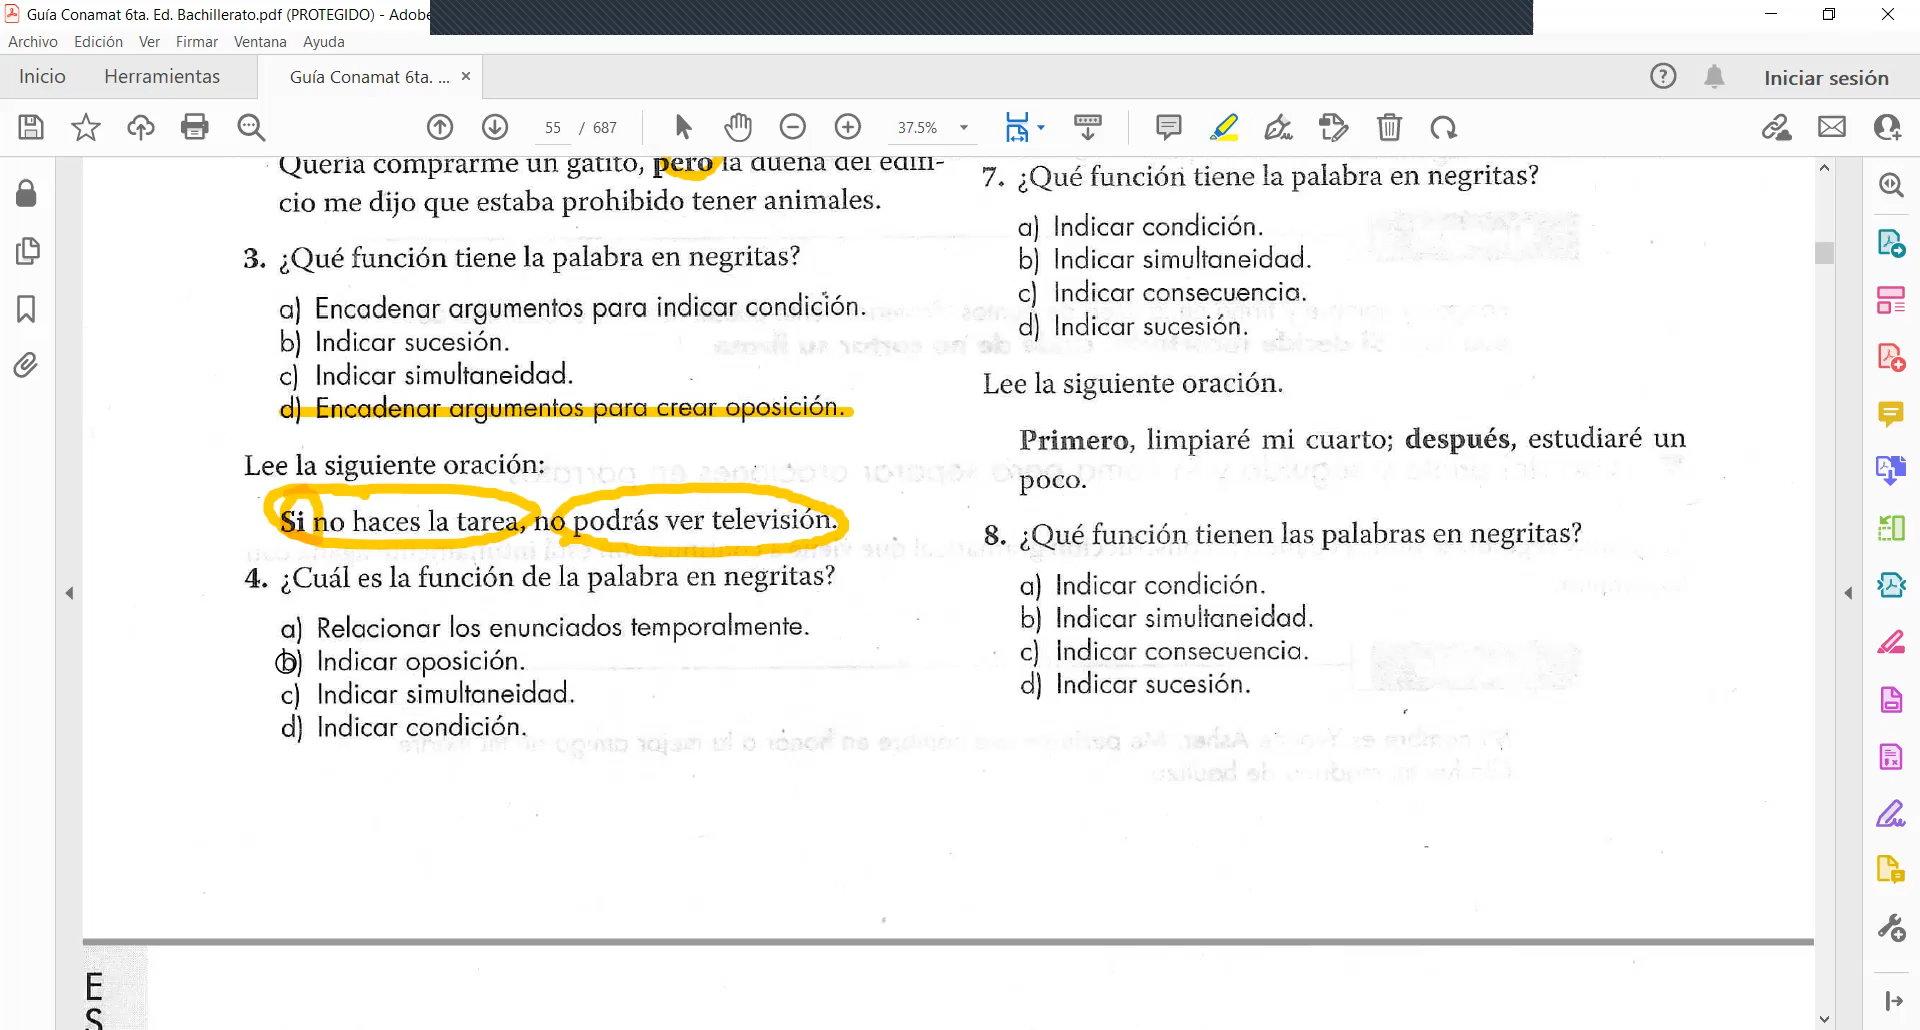 Guía Conamat 6ta. Ed. Bachillerato.pdf (PROTEGIDO) - Adobe
Archivo Edición Ver Firmar Ventana Ayuda
Inicio Herramientas Guía Conamat 6ta. ... × Iniciar sesión
55 / 687 37.5%
Quería comprarme un gatito, pero la dueña del edifi-
cio me dijo que estaba prohibido tener animales.
3. ¿Qué función tiene la palabra en negritas?
a) Encadenar argumentos para indicar condición.
b) Indicar sucesión.
c) Indicar simultaneidad.
d) Encadenar argumentos para crear oposición.
Lee la siguiente oración:
Si no haces la tarea, no podrás ver televisión.
4. ¿Cuál es la función de la palabra en negritas?
a) Relacionar los enunciados temporalmente.
b) Indicar oposición.
c) Indicar simultaneidad.
d) Indicar condición.
7. ¿Qué función tiene la palabra en negritas?
a) Indicar condición.
b) Indicar simultaneidad.
c) Indicar consecuencia.
d) Indicar sucesión.
Lee la siguiente oración.
Primero, limpiaré mi cuarto; después, estudiaré un
poco.
8. ¿Qué función tienen las palabras en negritas?
a) Indicar condición.
b) Indicar simultaneidad.
c) Indicar consecuencia.
d) Indicar sucesión.
E
S